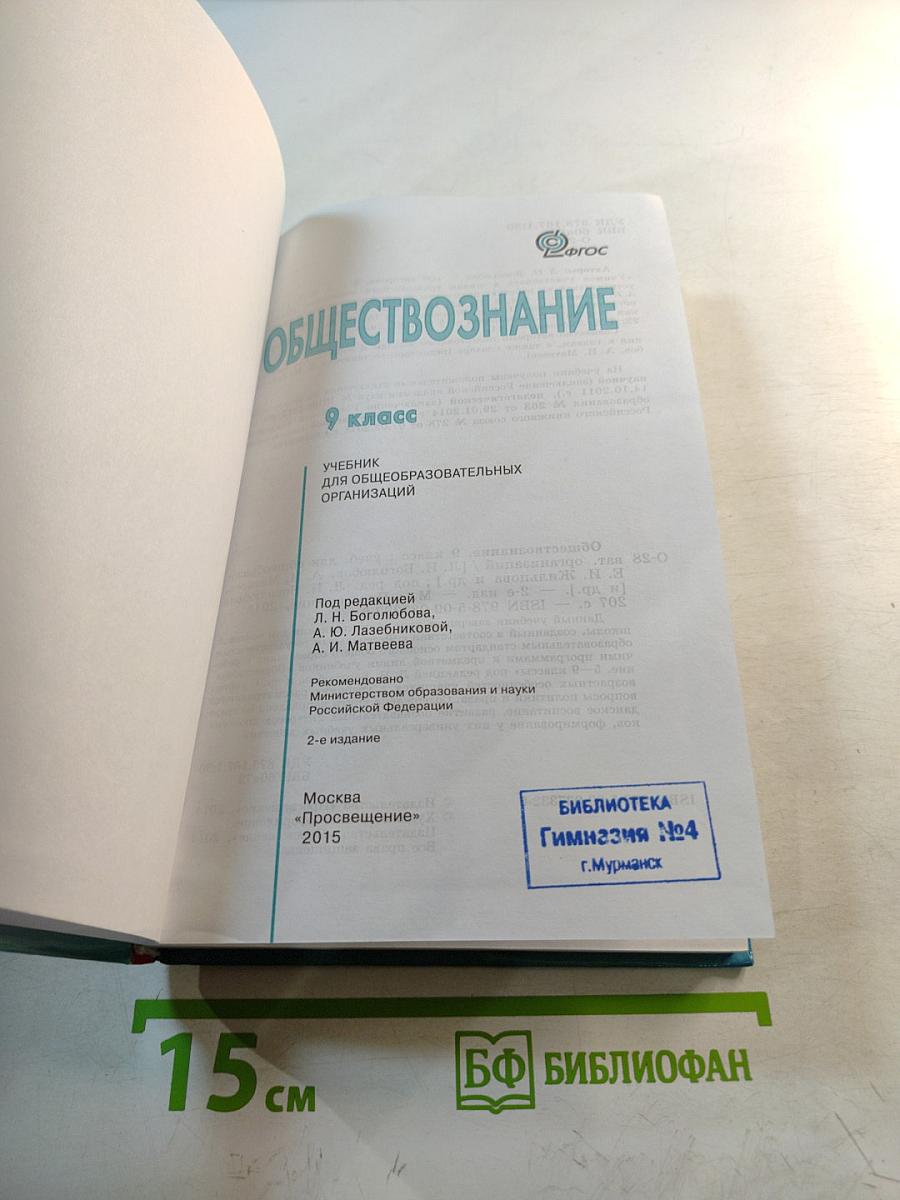 ФГОС
ОБЩЕСТВОЗНАНИЕ
9 класс
УЧЕБНИК
ДЛЯ ОБЩЕОБРАЗОВАТЕЛЬНЫХ
ОРГАНИЗАЦИЙ
Под редакцией
Л. Н. Боголюбова,
А. Ю. Лазебниковой,
А. И. Матвеева
Рекомендовано
Министерством образования и науки
Российской Федерации
2-е издание
Москва
«Просвещение»
2015
БИБЛИОТЕКА
Гимназия №4
г.Мурманск
15 см
БФ БИБЛИОФАН